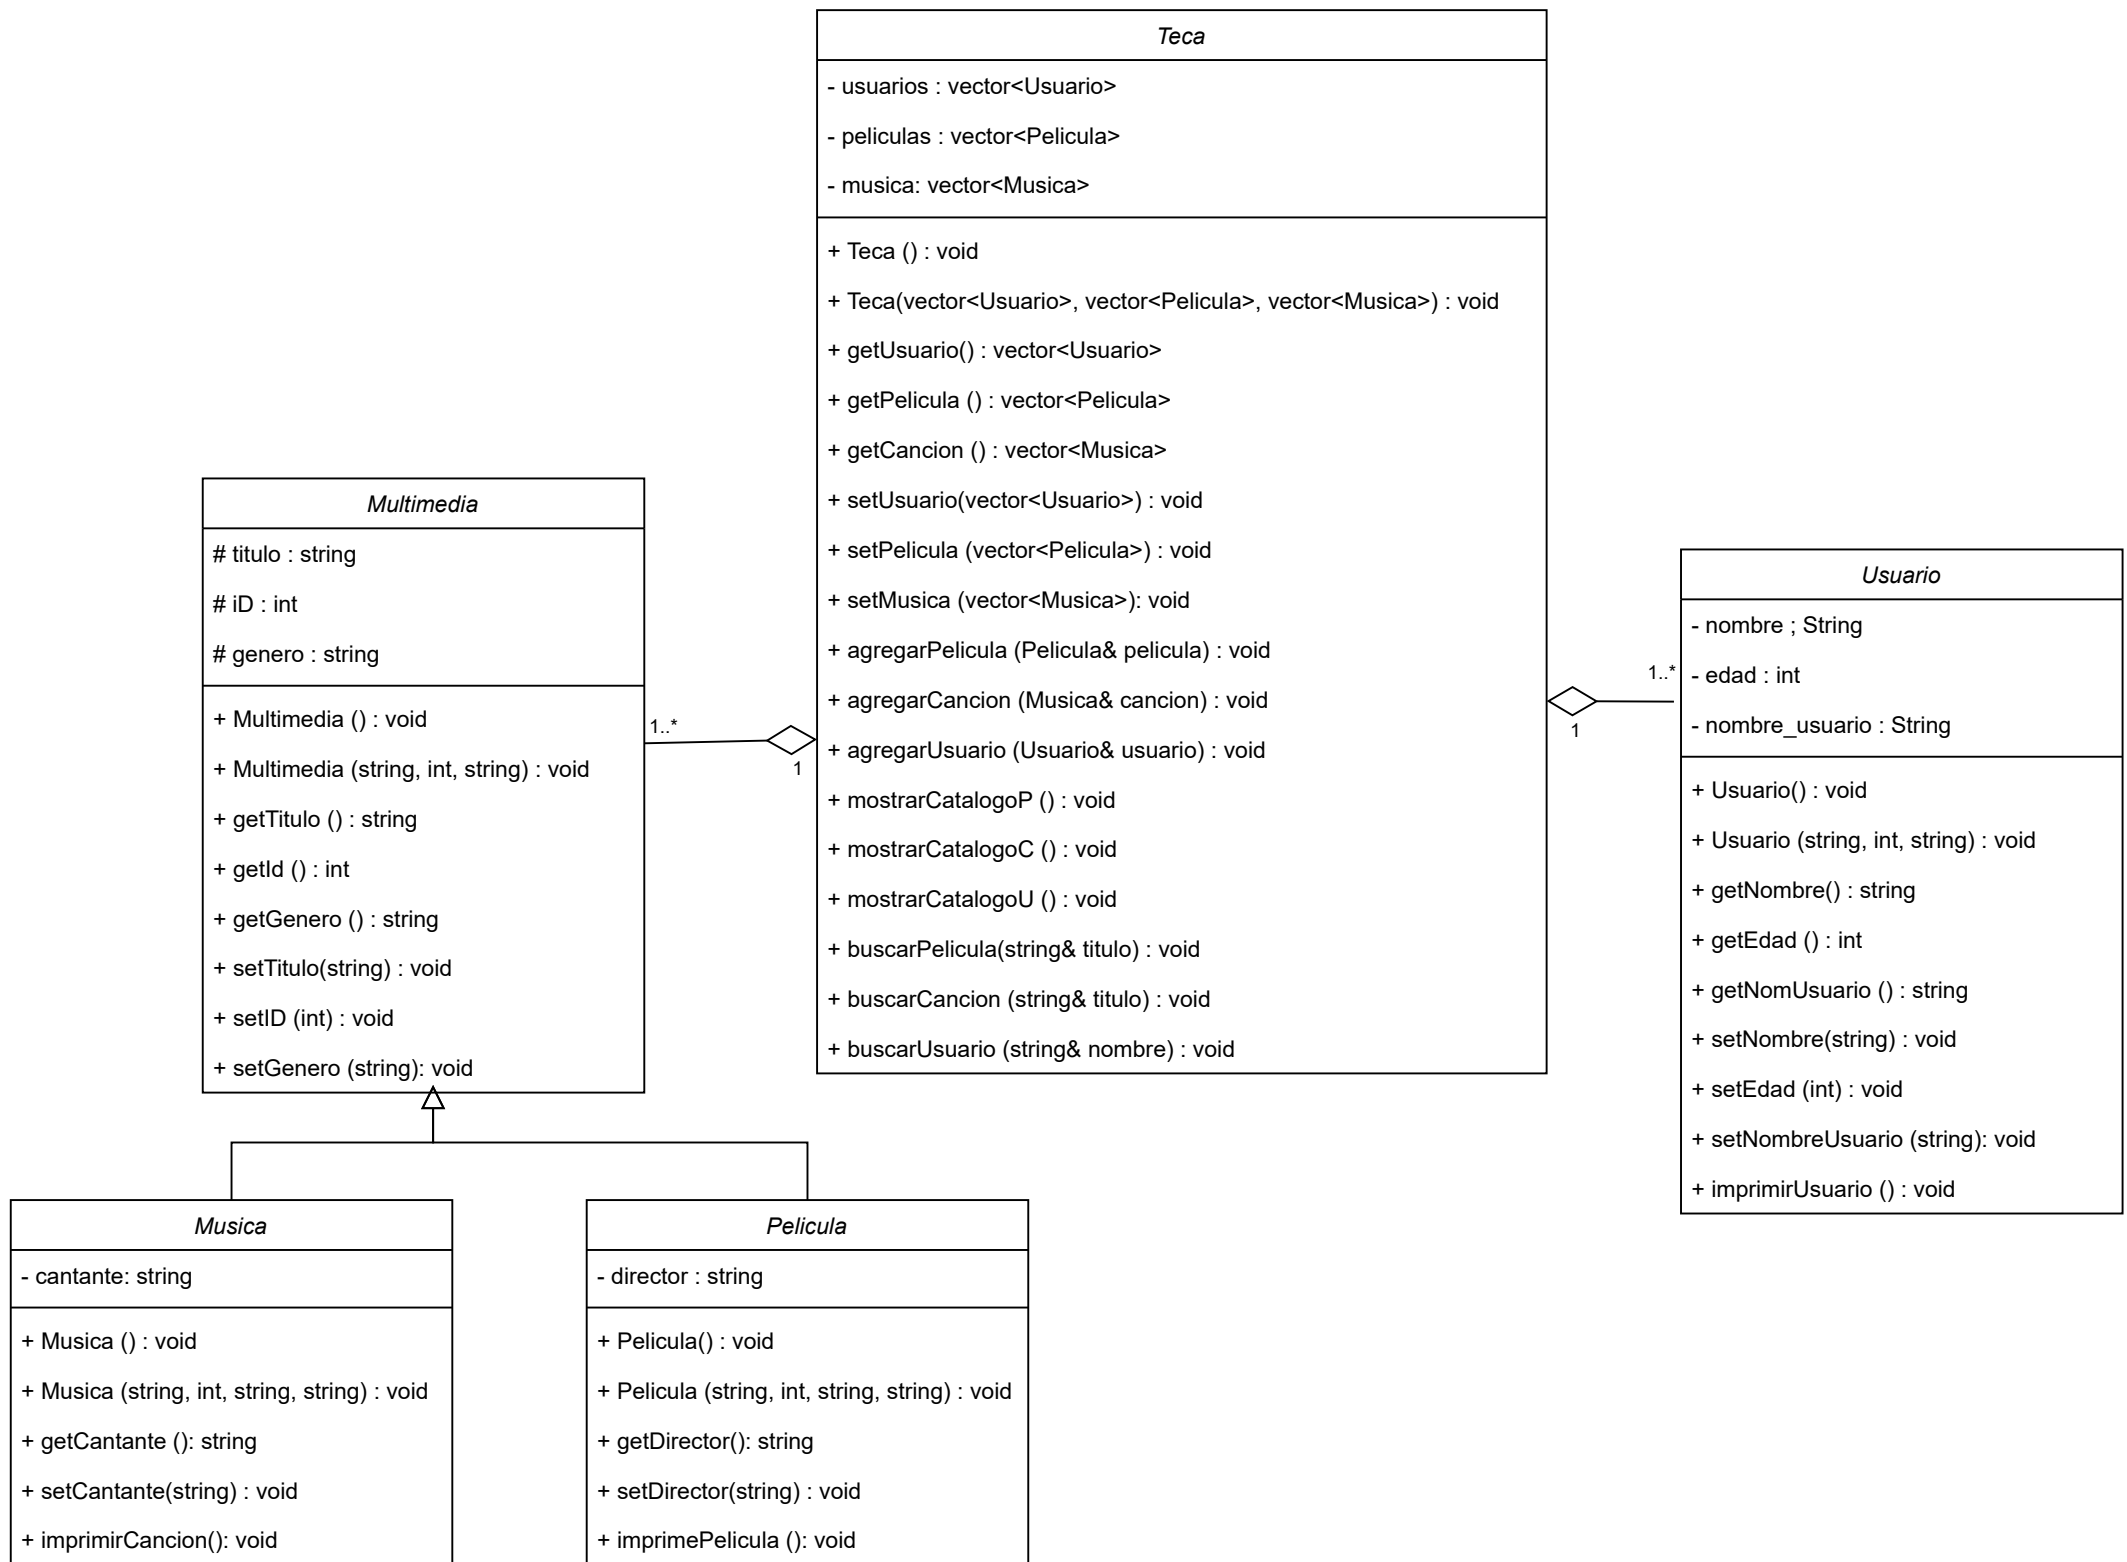 Teca
- usuarios : vector<Usuario>
- peliculas : vector<Pelicula>
- musica: vector<Musica>
+ Teca () : void
+ Teca(vector<Usuario>, vector<Pelicula>, vector<Musica>) : void
+ getUsuario() : vector<Usuario>
+ getPelicula () : vector<Pelicula>
+ getCancion () : vector<Musica>
+ setUsuario(vector<Usuario>) : void
+ setPelicula (vector<Pelicula>) : void
+ setMusica (vector<Musica>): void
+ agregarPelicula (Pelicula& pelicula) : void
+ agregarCancion (Musica& cancion) : void
+ agregarUsuario (Usuario& usuario) : void
+ mostrarCatalogoP () : void
+ mostrarCatalogoC () : void
+ mostrarCatalogoU () : void
+ buscarPelicula(string& titulo) : void
+ buscarCancion (string& titulo) : void
+ buscarUsuario (string& nombre) : void
Multimedia
# titulo : string
# iD : int
# genero : string
+ Multimedia () : void
+ Multimedia (string, int, string) : void
+ getTitulo () : string
+ getId () : int
+ getGenero () : string
+ setTitulo(string) : void
+ setID (int) : void
+ setGenero (string): void
1..*
1
1..*
1
Usuario
- nombre ; String
- edad : int
- nombre_usuario : String
+ Usuario() : void
+ Usuario (string, int, string) : void
+ getNombre() : string
+ getEdad () : int
+ getNomUsuario () : string
+ setNombre(string) : void
+ setEdad (int) : void
+ setNombreUsuario (string): void
+ imprimirUsuario () : void
Musica
- cantante: string
+ Musica () : void
+ Musica (string, int, string, string) : void
+ getCantante (): string
+ setCantante(string) : void
+ imprimirCancion(): void
Pelicula
- director : string
+ Pelicula() : void
+ Pelicula (string, int, string, string) : void
+ getDirector(): string
+ setDirector(string) : void
+ imprimePelicula (): void